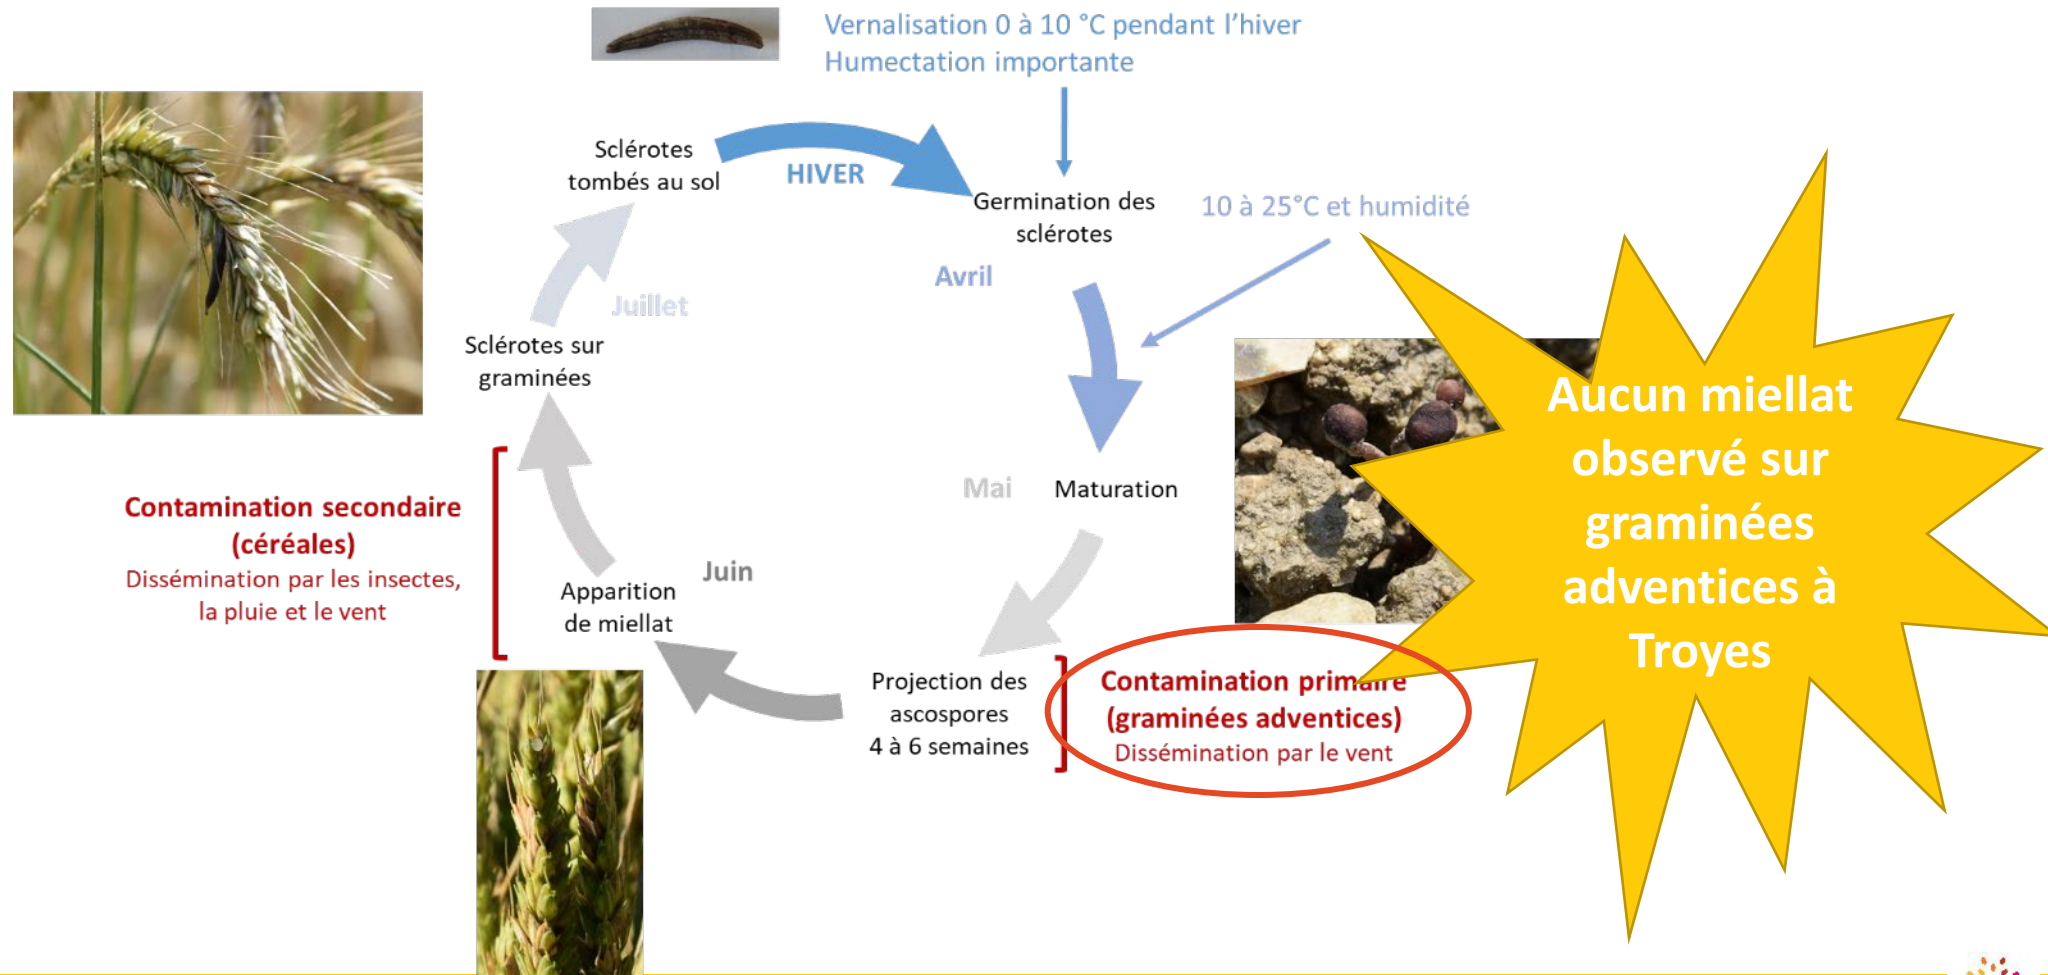 Vernalisation 0 à 10 °C pendant l'hiver
Humectation importante
Sclérotes
tombés au sol
HIVER
Germination des
sclérotes
10 à 25°C et humidité
Avril
Juillet
Sclérotes sur
graminées
Mai
Maturation
Aucun miellat
observé sur
graminées
adventices à
Troyes
Contamination secondaire
(céréales)
Dissémination par les insectes,
la pluie et le vent
Juin
Apparition
de miellat
Projection des
ascospores
4 à 6 semaines
Contamination primaire
(graminées adventices)
Dissémination par le vent